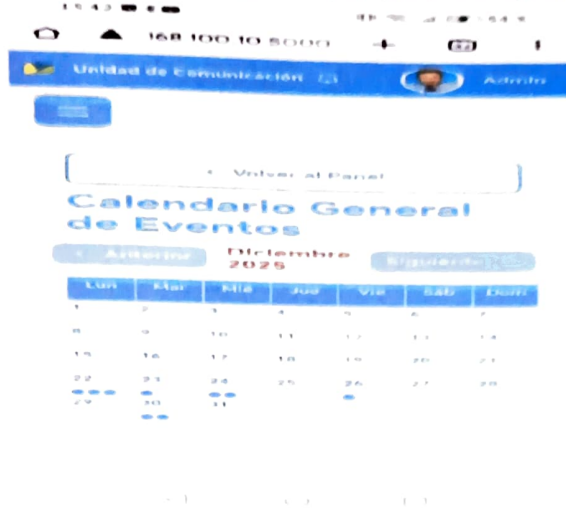 15:43
168.100.10:5000
Unidad de Comunicación
Admin
Volver al Panel
Calendario General
de Eventos
Anterior
Diciembre
2025
Siguiente
Lun Mar Mié Jue Vie Sáb Dom
1 2 3 4 5 6 7
8 9 10 11 12 13 14
15 16 17 18 19 20 21
22 23 24 25 26 27 28
29 30 31